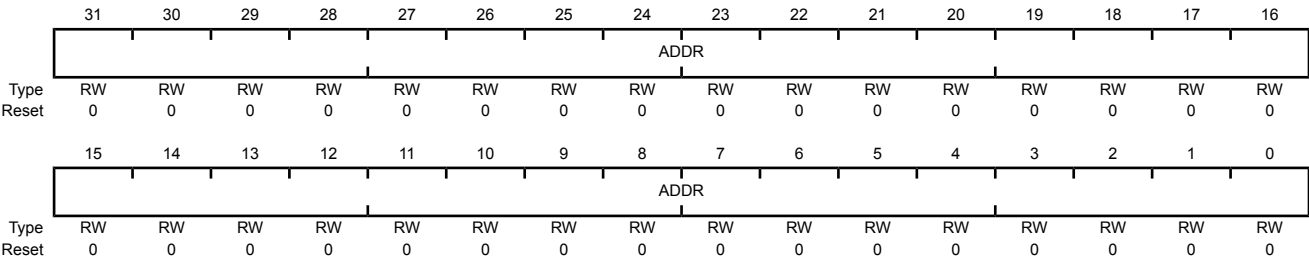 31 30 29 28 27 26 25 24 23 22 21 20 19 18 17 16
ADDR
Type RW RW RW RW RW RW RW RW RW RW RW RW RW RW RW RW
Reset 0 0 0 0 0 0 0 0 0 0 0 0 0 0 0 0
15 14 13 12 11 10 9 8 7 6 5 4 3 2 1 0
ADDR
Type RW RW RW RW RW RW RW RW RW RW RW RW RW RW RW RW
Reset 0 0 0 0 0 0 0 0 0 0 0 0 0 0 0 0